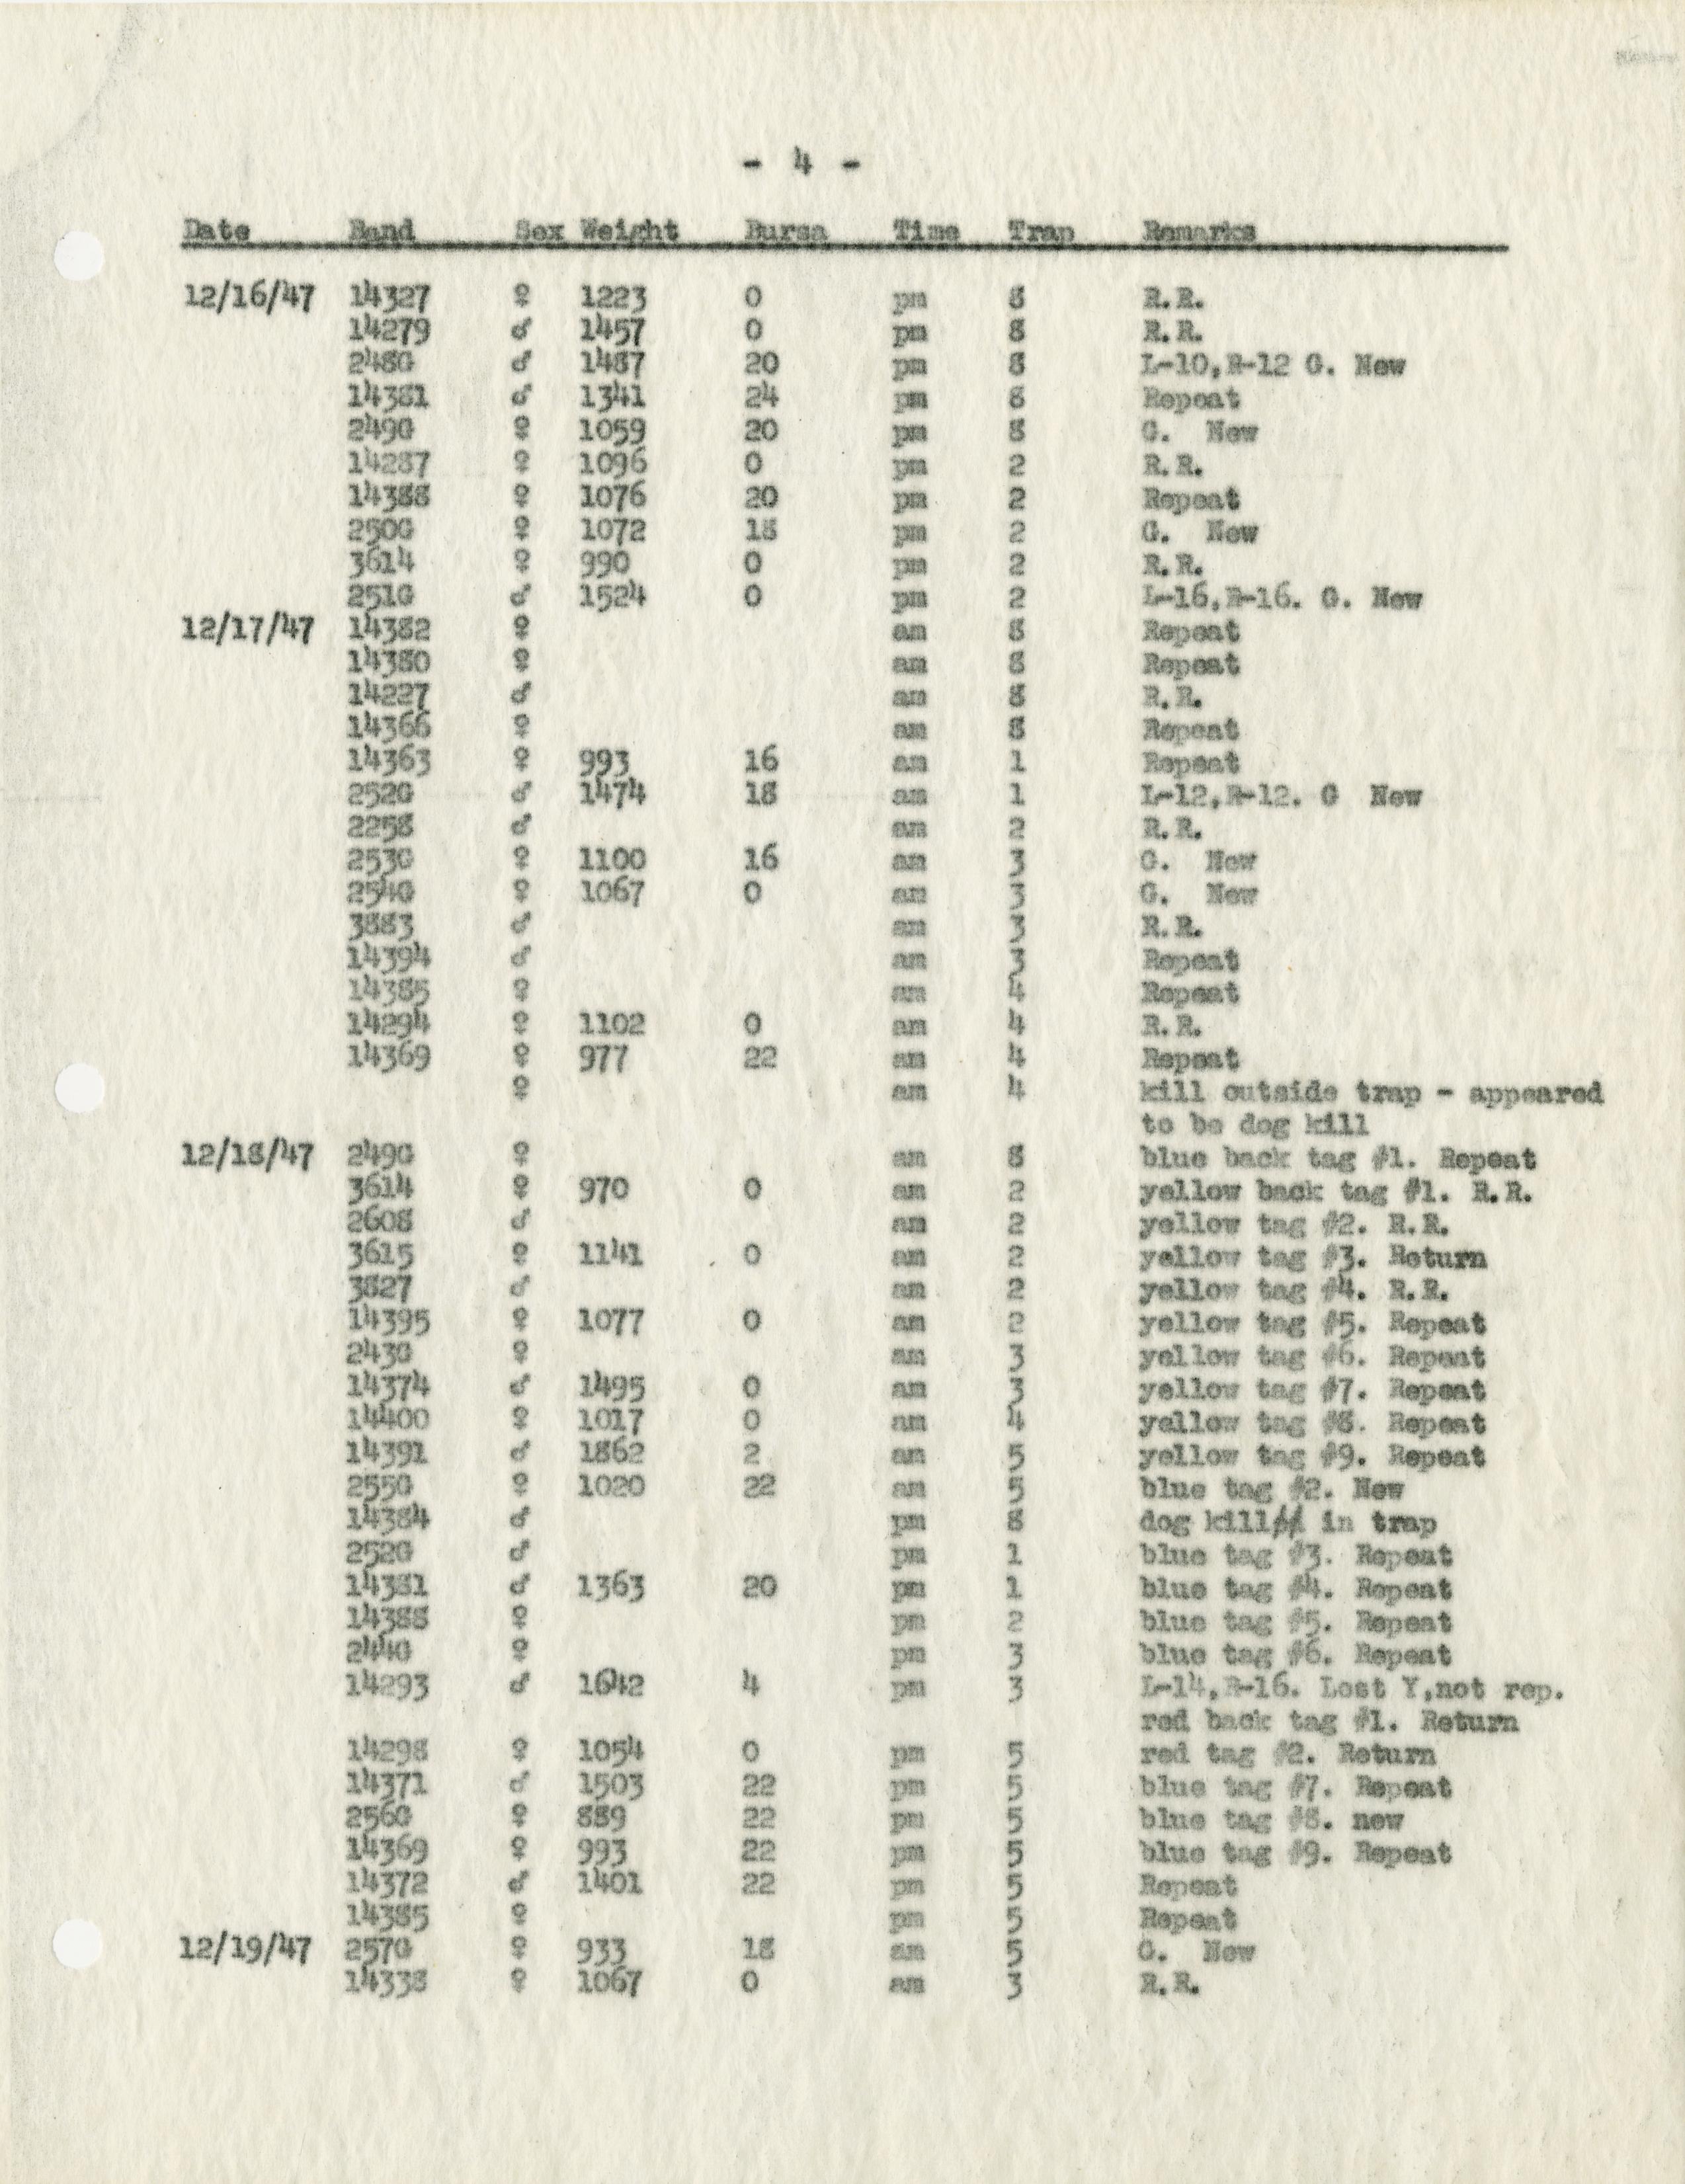 - 4 -
Date Band Sex Weight Bursa Time Trap Remarks
12/16/47 14327 ♀ 1223 0 pm 8 R.R.
14279 ♂ 1457 0 pm 8 R.R.
248G ♂ 1487 20 pm 8 L-10,R-12 G. New
14381 ♂ 1341 24 pm 8 Repeat
249G ♀ 1059 20 pm 8 G. New
14287 ♀ 1096 0 pm 2 R.R.
14388 ♀ 1076 20 pm 2 Repeat
250G ♀ 1072 18 pm 2 G. New
3614 ♀ 990 0 pm 2 R.R.
251G ♂ 1524 0 pm 2 L-16,R-16. G. New
12/17/47 14382 ♀ am 8 Repeat
14380 ♀ am 8 Repeat
14227 ♂ am 8 R.R.
14366 ♀ am 8 Repeat
14363 ♀ 993 16 am 1 Repeat
252G ♂ 1474 18 am 1 L-12,R-12. G New
2258 ♂ am 2 R.R.
253G ♀ 1100 16 am 3 G. New
254G ♀ 1067 0 am 3 G. New
3883 ♂ am 3 R.R.
14394 ♂ am 3 Repeat
14385 ♀ am 4 Repeat
14294 ♀ 1102 0 am 4 R.R.
14369 ♀ 977 22 am 4 Repeat
♀ am 4 kill outside trap - appeared
to be dog kill
12/18/47 249G ♀ am 8 blue back tag #1. Repeat
3614 ♀ 970 0 am 2 yellow back tag #1. R.R.
2608 ♂ am 2 yellow tag #2. R.R.
3615 ♀ 1141 0 am 2 yellow tag #3. Return
3827 ♂ am 2 yellow tag #4. R.R.
14395 ♀ 1077 0 am 2 yellow tag #5. Repeat
243G ♀ am 3 yellow tag #6. Repeat
14374 ♂ 1495 0 am 3 yellow tag #7. Repeat
14400 ♀ 1017 0 am 4 yellow tag #8. Repeat
14391 ♂ 1862 2 am 5 yellow tag #9. Repeat
255G ♀ 1020 22 am 5 blue tag #2. New
14384 ♂ pm 8 dog kill in trap
252G ♂ pm 1 blue tag #3. Repeat
14381 ♂ 1363 20 pm 1 blue tag #4. Repeat
14388 ♀ pm 2 blue tag #5. Repeat
244G ♀ pm 3 blue tag #6. Repeat
14293 ♂ 1642 4 pm 3 L-14,R-16. Lost Y,not rep.
red back tag #1. Return
14298 ♀ 1054 0 pm 5 red tag #2. Return
14371 ♂ 1503 22 pm 5 blue tag #7. Repeat
256G ♀ 889 22 pm 5 blue tag #8. new
14369 ♀ 993 22 pm 5 blue tag #9. Repeat
14372 ♂ 1401 22 pm 5 Repeat
14385 ♀ pm 5 Repeat
12/19/47 257G ♀ 933 18 am 5 G. New
14338 ♀ 1067 0 am 3 R.R.